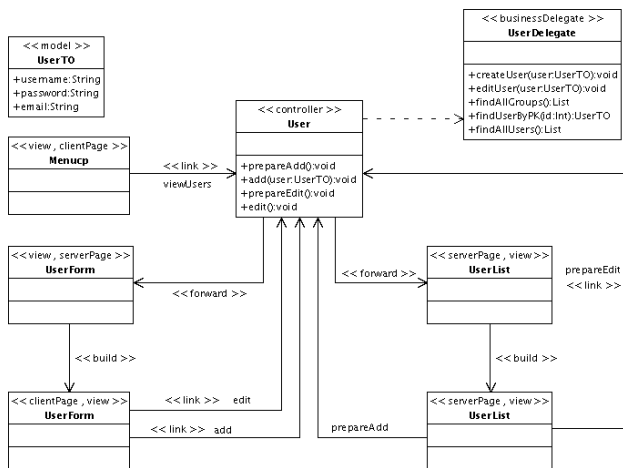 << model >>
UserTO
+username:String
+password:String
+email:String
<< businessDelegate >>
UserDelegate
+createUser(user:UserTO):void
+editUser(user:UserTO):void
+findAllGroups():List
+findUserByPK(id:Int):UserTO
+findAllUsers():List
<< controller >>
User
+prepareAdd():void
+add(user:UserTO):void
+prepareEdit():void
+edit():void
<< view , clientPage >>
Menucp
<< link >>
viewUsers
<< view , serverPage >>
UserForm
<< forward >>
<< forward >>
<< serverPage , view >>
UserList
prepareEdit
<< link >>
<< build >>
<< build >>
<< clientPage , view >>
UserForm
<< link >> edit
<< link >> add
prepareAdd
<< serverPage , view >>
UserList